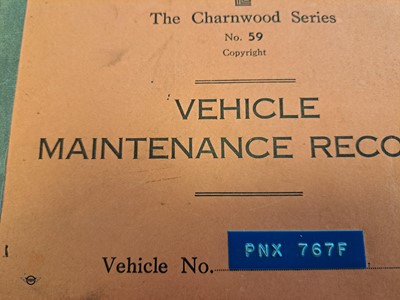 The Charnwood Series
No. 59
Copyright
VEHICLE
MAINTENANCE RECO
Vehicle No. PNX 767F